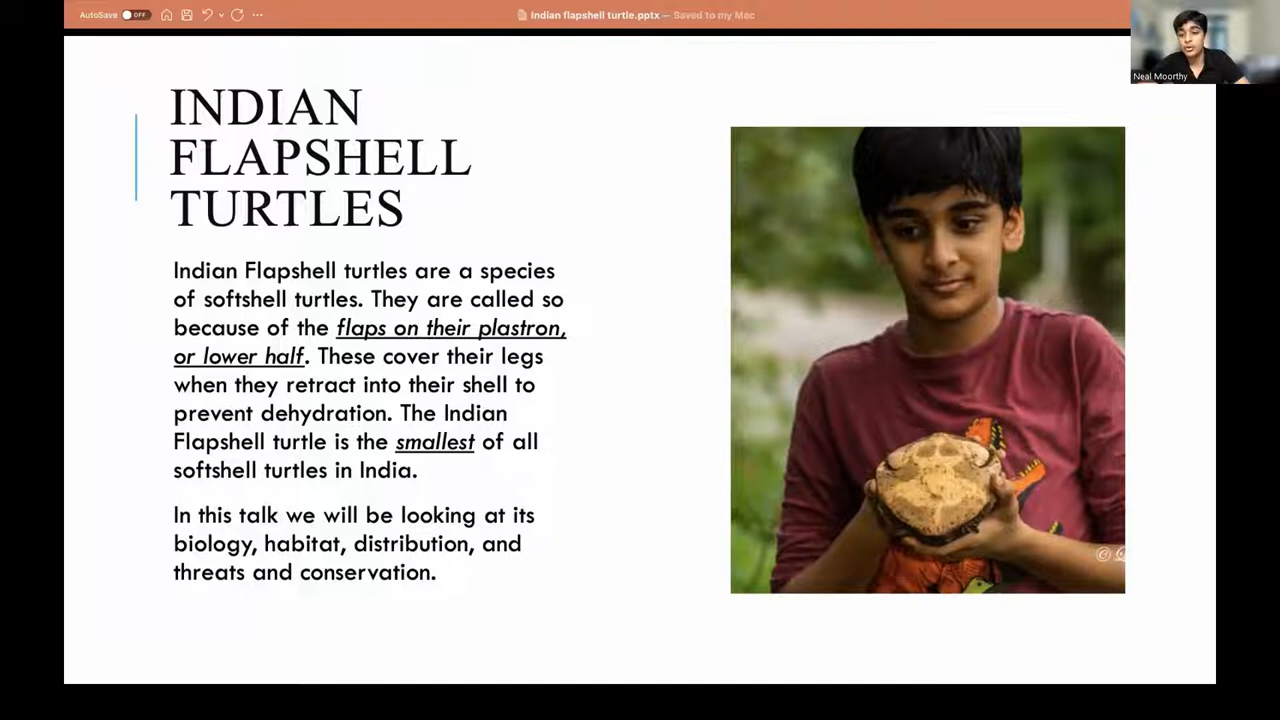 AutoSave OFF
Indian flapshell turtle.pptx — Saved to my Mac
Neal Moorthy
INDIAN
FLAPSHELL
TURTLES
Indian Flapshell turtles are a species
of softshell turtles. They are called so
because of the flaps on their plastron,
or lower half. These cover their legs
when they retract into their shell to
prevent dehydration. The Indian
Flapshell turtle is the smallest of all
softshell turtles in India.
In this talk we will be looking at its
biology, habitat, distribution, and
threats and conservation.